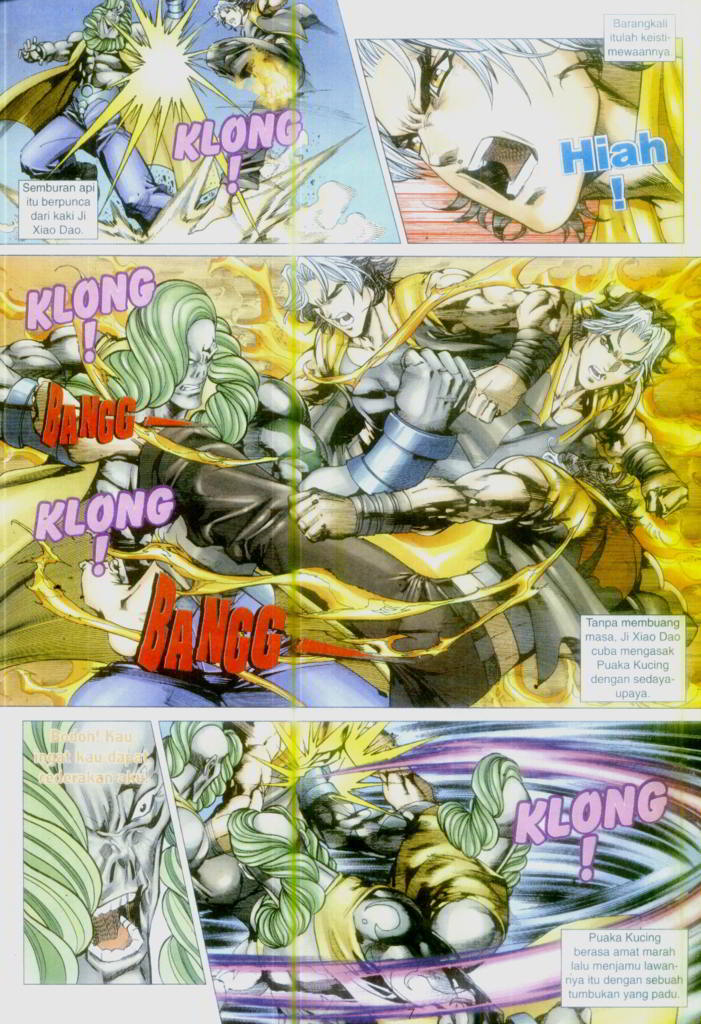 KLONG
!
Semburan api
itu berpunca
dari kaki Ji
Xiao Dao.
Barangkali
itulah keisti-
mewaannya.
Hiah
!
KLONG
!
BANGG
KLONG
!
BANGG
Tanpa membuang
masa, Ji Xiao Dao
cuba mengasak
Puaka Kucing
dengan sedaya-
upaya.
Kau
ingat kau dapat
cederakan aku
KLONG
!
Puaka Kucing
berasa amat marah
lalu menjamu lawan-
nya itu dengan sebuah
tumbukan yang padu.